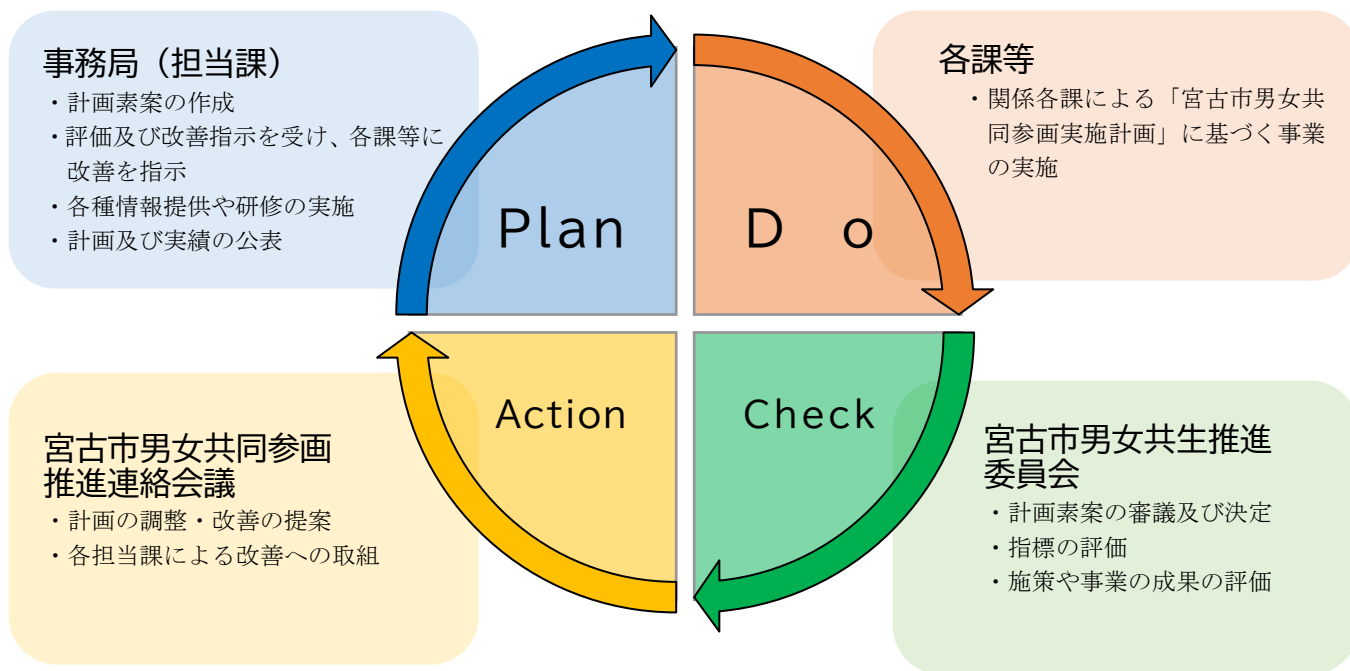 事務局（担当課）
・計画素案の作成
・評価及び改善指示を受け、各課等に
改善を指示
・各種情報提供や研修の実施
・計画及び実績の公表
Plan
各課等
・関係各課による「宮古市男女共
同参画実施計画」に基づく事業
の実施
D o
宮古市男女共同参画
推進連絡会議
・計画の調整・改善の提案
・各担当課による改善への取組
Action
Check
宮古市男女共生推進
委員会
・計画素案の審議及び決定
・指標の評価
・施策や事業の成果の評価